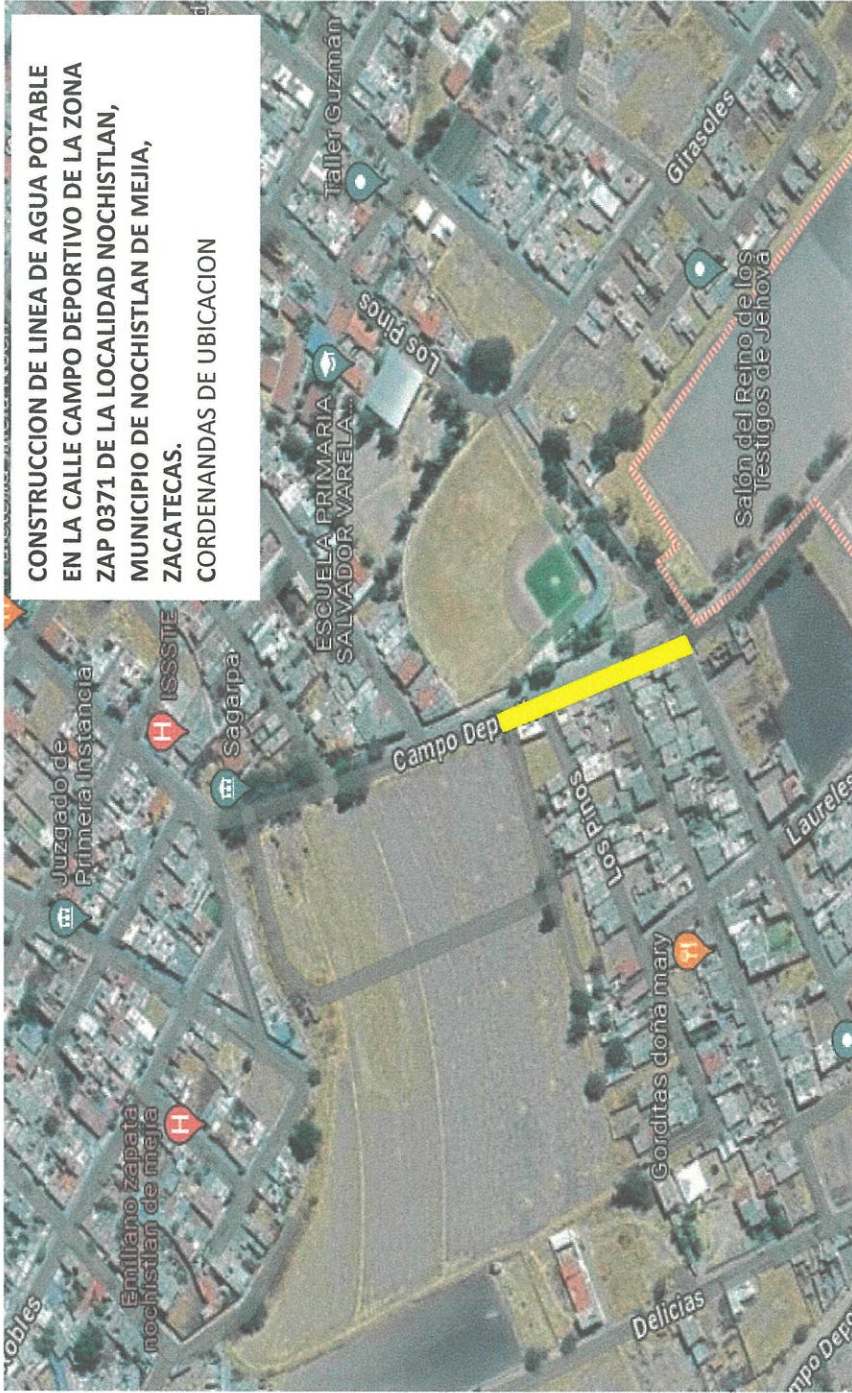 CONSTRUCCION DE LINEA DE AGUA POTABLE
EN LA CALLE CAMPO DEPORTIVO DE LA ZONA
ZAP 0371 DE LA LOCALIDAD NOCHISTLAN,
MUNICIPIO DE NOCHISTLAN DE MEJIA,
ZACATECAS.
CORDENANDAS DE UBICACION
Juzgado de
Primera Instancia
ISSSTE
Sagarpa
Taller Guzmán
ESCUELA PRIMARIA
SALVADOR VARELA...
Los Pinos
Girasoles
Emiliano zapata
nochistlan de mejia
Campo Dep
Los Pinos
Salón del Reino de los
Testigos de Jehová
Gorditas doña mary
Laureles
Delicias
obles
mpo Depo